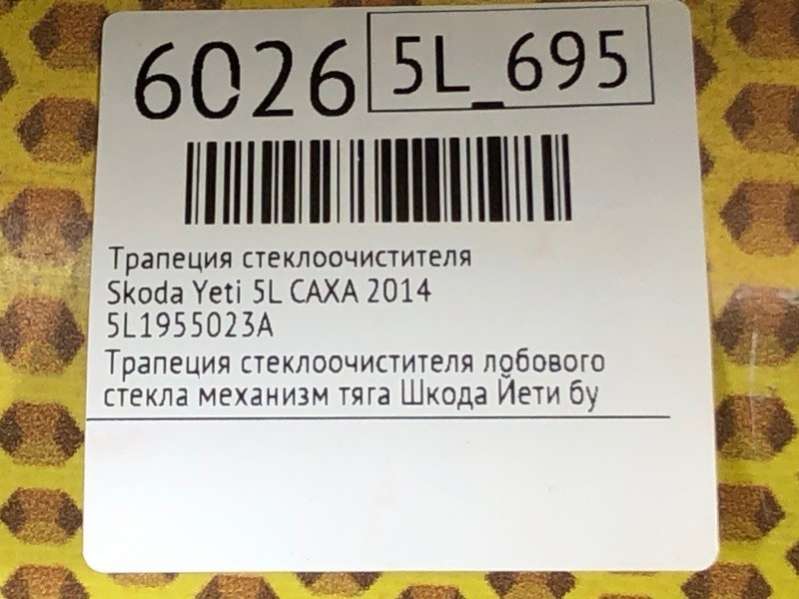 6026 5L_695
Трапеция стеклоочистителя
Skoda Yeti 5L CAXA 2014
5L1955023A
Трапеция стеклоочистителя лобового
стекла механизм тяга Шкода Йети бу